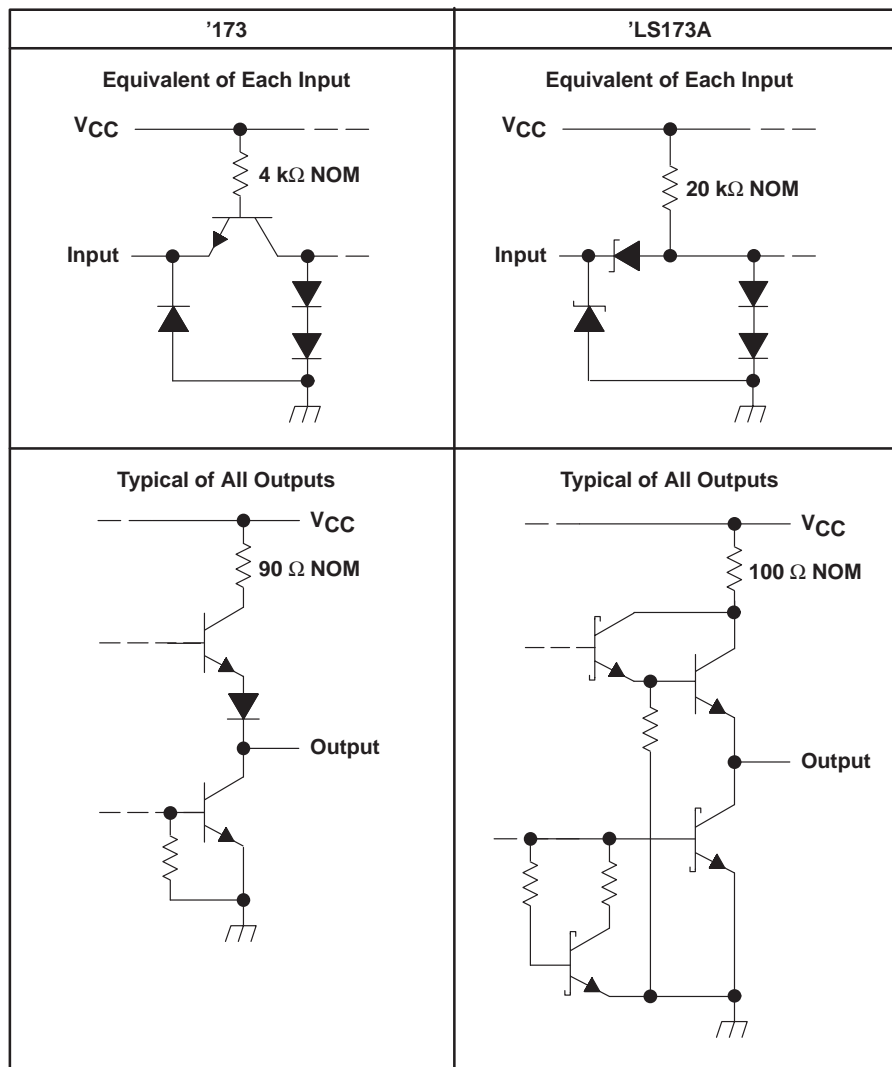 ’173
’LS173A
Equivalent of Each Input
VCC
4 kΩ NOM
Input
Equivalent of Each Input
VCC
20 kΩ NOM
Input
Typical of All Outputs
VCC
90 Ω NOM
Output
Typical of All Outputs
VCC
100 Ω NOM
Output